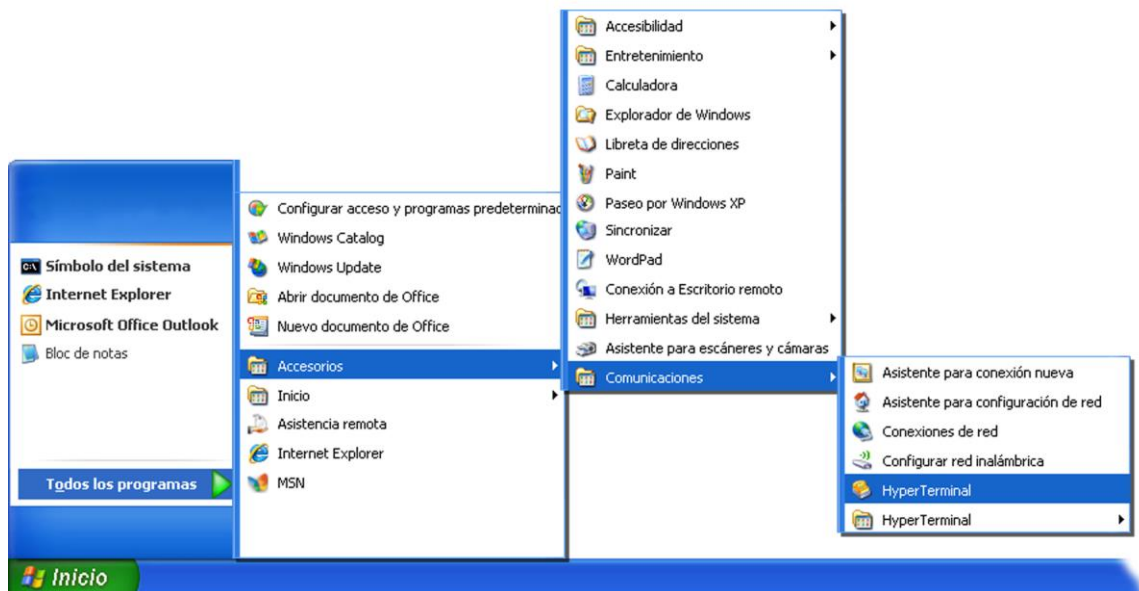 Símbolo del sistema
Internet Explorer
Microsoft Office Outlook
Bloc de notas
Todos los programas
Inicio
Configurar acceso y programas predeterminad
Windows Catalog
Windows Update
Abrir documento de Office
Nuevo documento de Office
Accesorios
Inicio
Asistencia remota
Internet Explorer
MSN
Accesibilidad
Entretenimiento
Calculadora
Explorador de Windows
Libreta de direcciones
Paint
Paseo por Windows XP
Sincronizar
WordPad
Conexión a Escritorio remoto
Herramientas del sistema
Asistente para escáneres y cámaras
Comunicaciones
Asistente para conexión nueva
Asistente para configuración de red
Conexiones de red
Configurar red inalámbrica
HyperTerminal
HyperTerminal